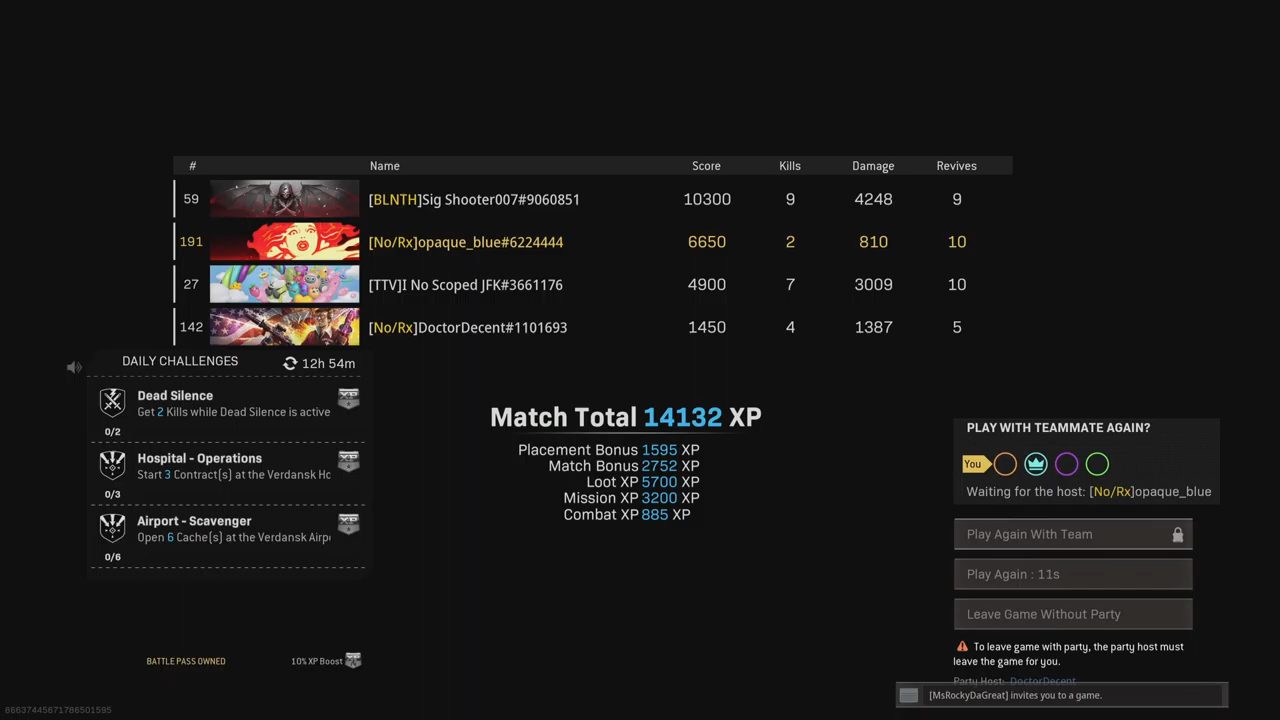 # Name Score Kills Damage Revives
59 [BLNTH]Sig Shooter007#9060851 10300 9 4248 9
191 [No/Rx]opaque_blue#6224444 6650 2 810 10
27 [TTV]I No Scoped JFK#3661176 4900 7 3009 10
142 [No/Rx]DoctorDecent#1101693 1450 4 1387 5
DAILY CHALLENGES 12h 54m
Dead Silence XP
Get 2 Kills while Dead Silence is active
0/2
Hospital - Operations XP
Start 3 Contract(s) at the Verdansk Ho
0/3
Airport - Scavenger XP
Open 6 Cache(s) at the Verdansk Airp
0/6
BATTLE PASS OWNED 10% XP Boost
Match Total 14132 XP
Placement Bonus 1595 XP
Match Bonus 2752 XP
Loot XP 5700 XP
Mission XP 3200 XP
Combat XP 885 XP
PLAY WITH TEAMMATE AGAIN?
You
Waiting for the host: [No/Rx]opaque_blue
Play Again With Team
Play Again : 11s
Leave Game Without Party
To leave game with party, the party host must
leave the game for you.
Party Host: DoctorDecent
[MsRockyDaGreat] invites you to a game.
86637445671786501595